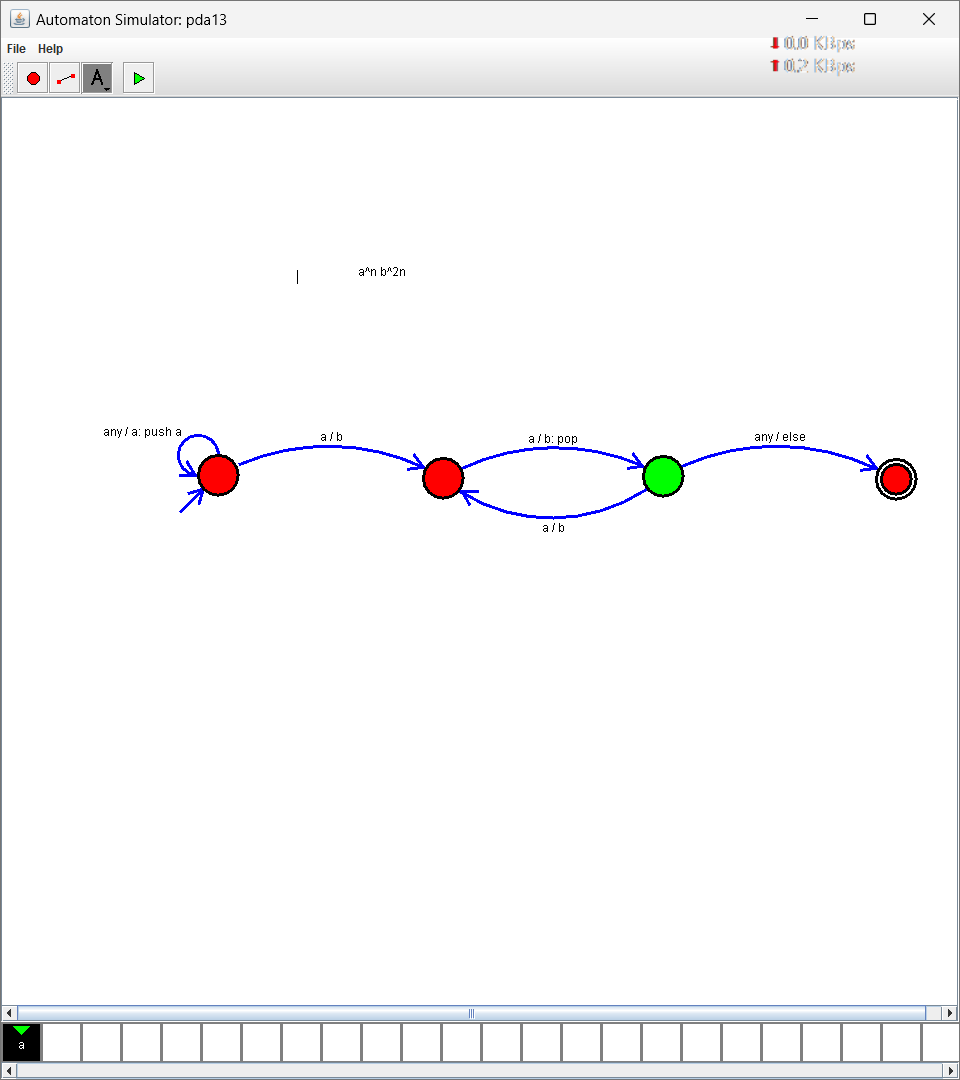 Automaton Simulator: pda13
File Help
0.0 KBps
0.2 KBps
A
a^n b^2n
any / a: push a
a / b
a / b: pop
any / else
a / b
a